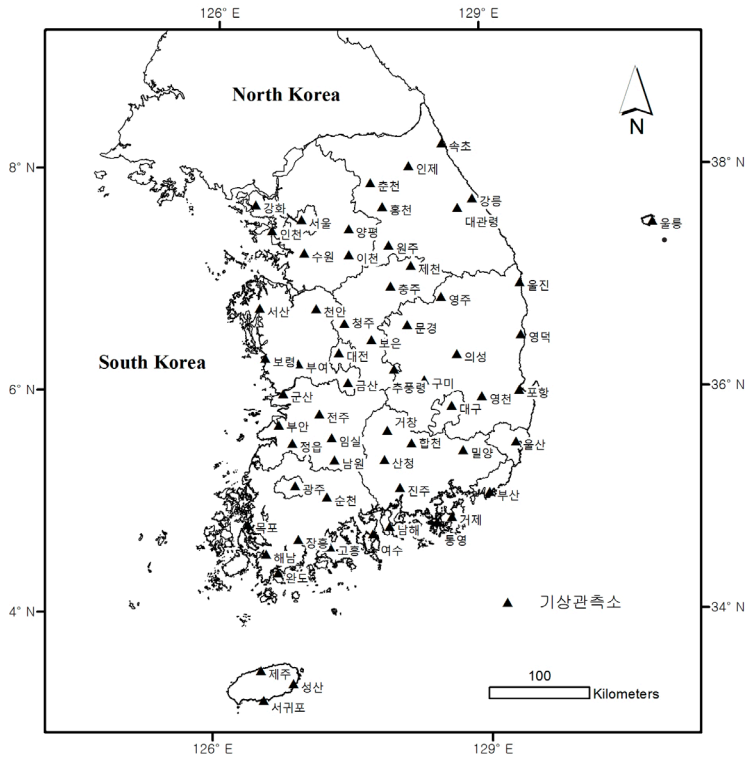 126° E
129° E
North Korea
N
속초
인제
8° N
38° N
춘천
강릉
강화
홍천
대관령
서울
울릉
인천
양평
원주
수원
이천
제천
충주
울진
영주
서산
천안
청주
문경
영덕
보은
South Korea
대전
의성
보령
부여
추풍령
구미
6° N
금산
36° N
포항
군산
영천
대구
전주
거창
부안
임실
합천
울산
정읍
밀양
남원
산청
광주
진주
순천
부산
목포
남해
거제
장흥
통영
고흥
여수
해남
완도
4° N
기상관측소
34° N
제주
성산
서귀포
100
Kilometers
126° E
129° E